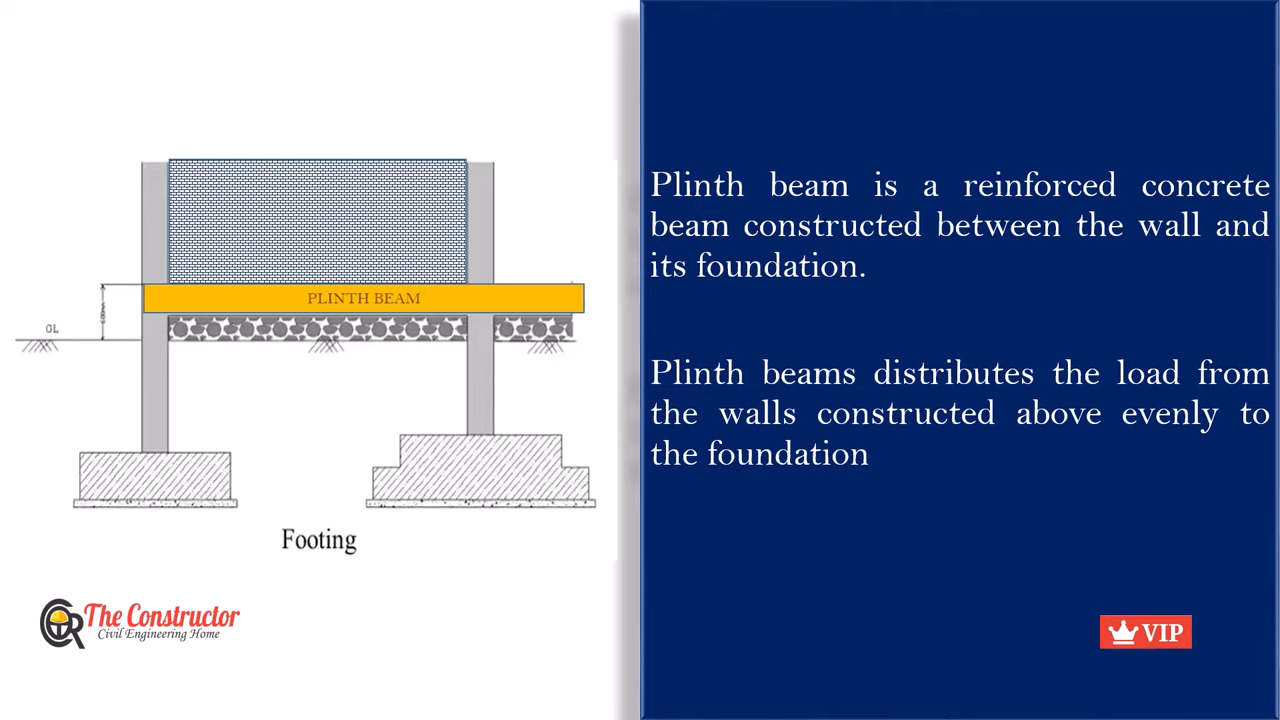 PLINTH BEAM
GL
Footing
The Constructor
Civil Engineering Home
Plinth beam is a reinforced concrete
beam constructed between the wall and
its foundation.
Plinth beams distributes the load from
the walls constructed above evenly to
the foundation
VIP